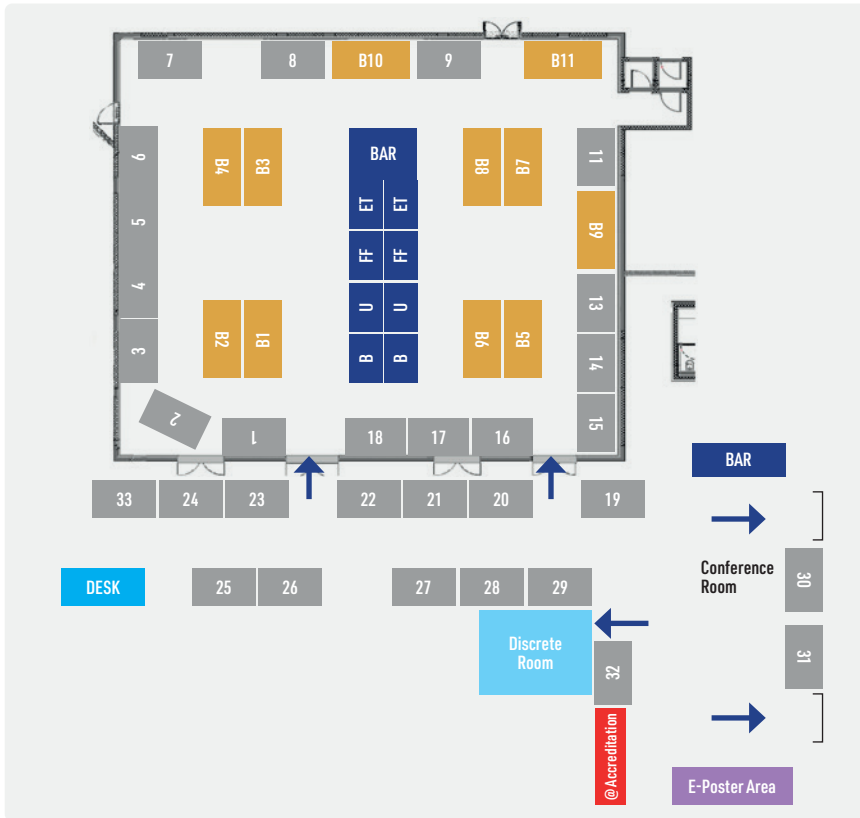 7
8
B10
9
B11
6
B4
B3
BAR
B8
B7
11
5
ET
ET
B9
4
FF
FF
3
B2
B1
U
U
B6
B5
13
B
B
14
2
1
18
17
16
15
BAR
33
24
23
22
21
20
19
DESK
25
26
27
28
29
Conference
Room
30
Discrete
Room
32
31
@Accreditation
E-Poster Area